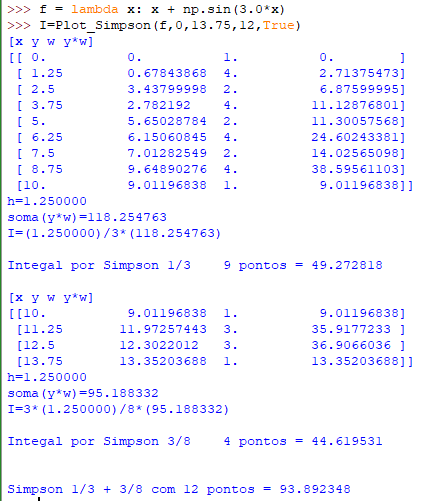 >>> f = lambda x: x + np.sin(3.0*x)
>>> I=Plot_Simpson(f,0,13.75,12,True)
[x y w y*w]
[[ 0.          0.          1.          0.        ]
 [ 1.25        0.67843868  4.          2.71375473]
 [ 2.5         3.43799998  2.          6.87599995]
 [ 3.75        2.782192    4.         11.12876801]
 [ 5.          5.65028784  2.         11.30057568]
 [ 6.25        6.15060845  4.         24.60243381]
 [ 7.5         7.01282549  2.         14.02565098]
 [ 8.75        9.64890276  4.         38.59561103]
 [10.          9.01196838  1.          9.01196838]]
h=1.250000
soma(y*w)=118.254763
I=(1.250000)/3*(118.254763)
Integal por Simpson 1/3    9 pontos = 49.272818
[x y w y*w]
[[10.          9.01196838  1.          9.01196838]
 [11.25       11.97257443  3.         35.9177233 ]
 [12.5        12.3022012   3.         36.9066036 ]
 [13.75       13.35203688  1.         13.35203688]]
h=1.250000
soma(y*w)=95.188332
I=3*(1.250000)/8*(95.188332)
Integal por Simpson 3/8    4 pontos = 44.619531
Simpson 1/3 + 3/8 com 12 pontos = 93.892348